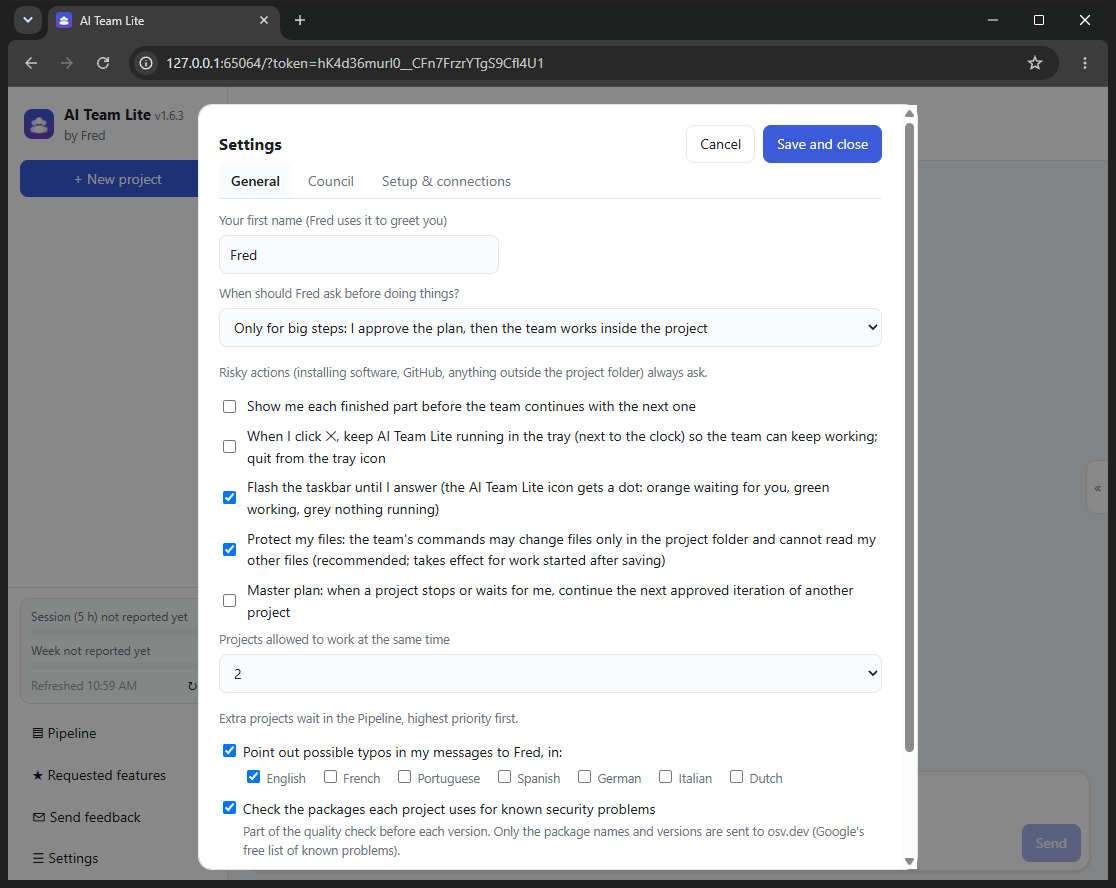 AI Team Lite
127.0.0.1:65064/?token=hK4d36murl0__CFn7FrzrYTgS9Cfl4U1
AI Team Lite v1.6.3
by Fred
+ New project
Settings
Cancel
Save and close
General
Council
Setup & connections
Your first name (Fred uses it to greet you)
Fred
When should Fred ask before doing things?
Only for big steps: I approve the plan, then the team works inside the project
Risky actions (installing software, GitHub, anything outside the project folder) always ask.
Show me each finished part before the team continues with the next one
When I click ✕, keep AI Team Lite running in the tray (next to the clock) so the team can keep working;
quit from the tray icon
Flash the taskbar until I answer (the AI Team Lite icon gets a dot: orange waiting for you, green
working, grey nothing running)
Protect my files: the team's commands may change files only in the project folder and cannot read my
other files (recommended; takes effect for work started after saving)
Master plan: when a project stops or waits for me, continue the next approved iteration of another
project
Projects allowed to work at the same time
2
Extra projects wait in the Pipeline, highest priority first.
Point out possible typos in my messages to Fred, in:
English French Portuguese Spanish German Italian Dutch
Check the packages each project uses for known security problems
Part of the quality check before each version. Only the package names and versions are sent to osv.dev (Google's
free list of known problems).
Session (5 h) not reported yet
Week not reported yet
Refreshed 10:59 AM
Pipeline
Requested features
Send feedback
Settings
Send